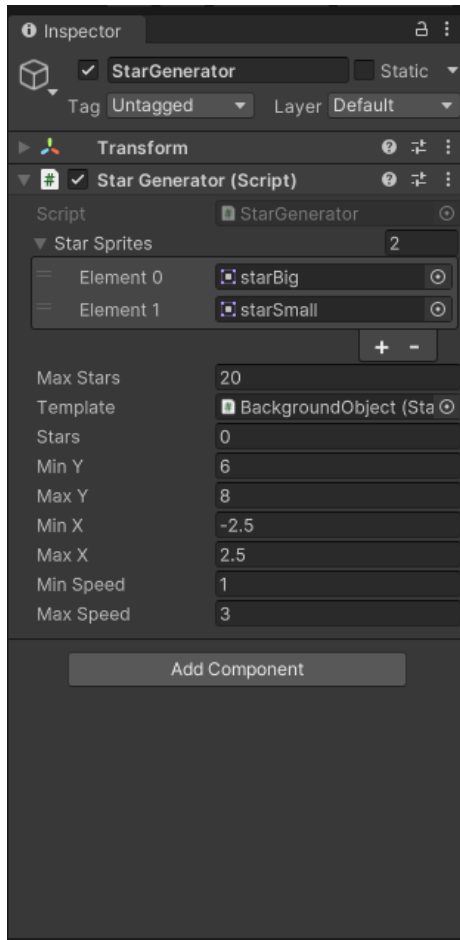 Inspector
StarGenerator Static
Tag Untagged Layer Default
Transform
# Star Generator (Script)
Script # StarGenerator
Star Sprites 2
Element 0 starBig
Element 1 starSmall
+ -
Max Stars 20
Template # BackgroundObject (Sta
Stars 0
Min Y 6
Max Y 8
Min X -2.5
Max X 2.5
Min Speed 1
Max Speed 3
Add Component